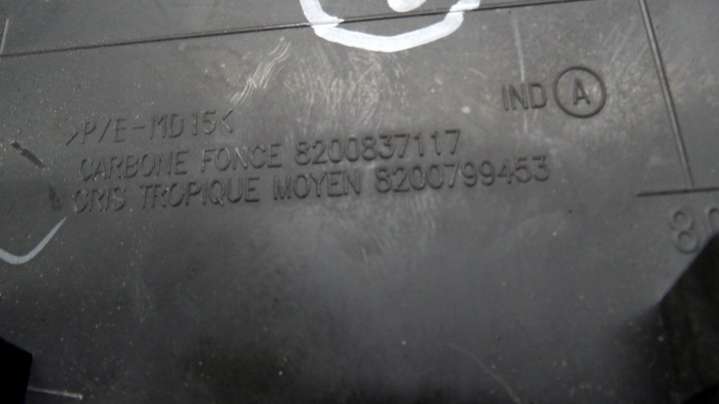 IND A
>P/E-MD15<
CARBONE FONCE 8200837117
GRIS TROPIQUE MOYEN 8200799453